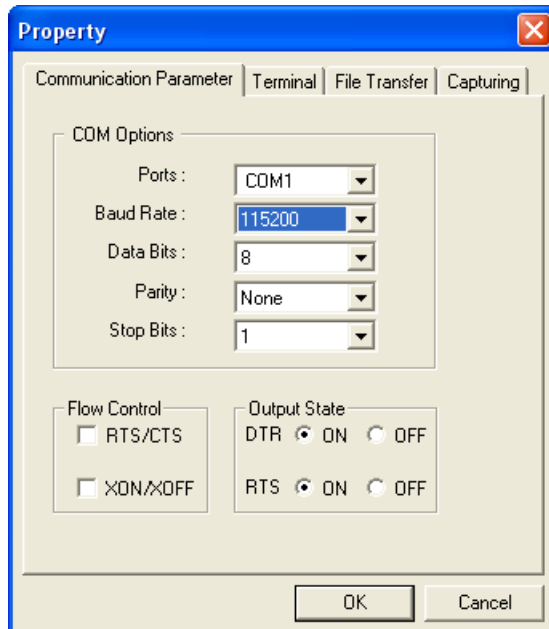 Property
Communication Parameter Terminal File Transfer Capturing
COM Options
Ports : COM1
Baud Rate : 115200
Data Bits : 8
Parity : None
Stop Bits : 1
Flow Control
RTS/CTS
XON/XOFF
Output State
DTR ON OFF
RTS ON OFF
OK Cancel